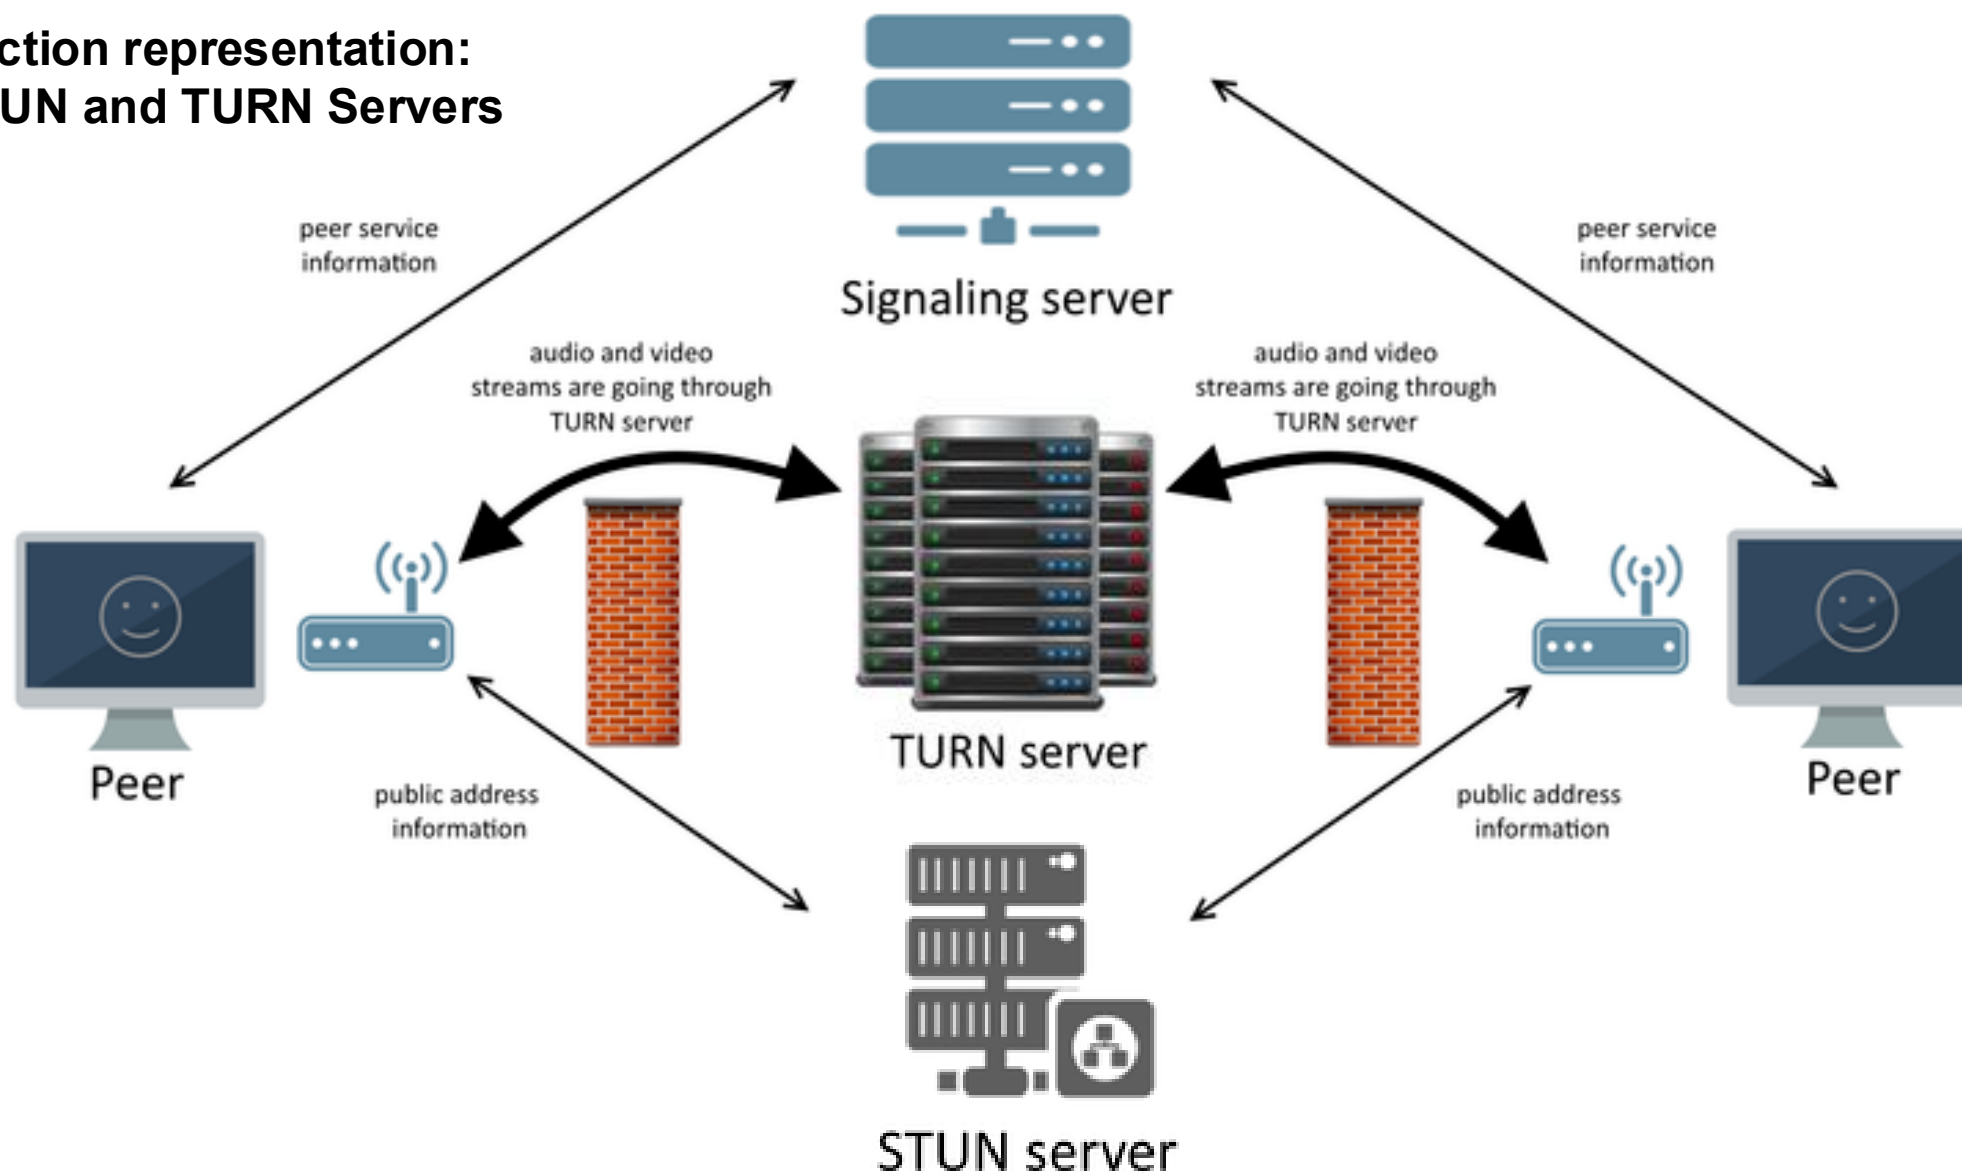 ction representation:
UN and TURN Servers
peer service
information
peer service
information
Signaling server
audio and video
streams are going through
TURN server
audio and video
streams are going through
TURN server
TURN server
Peer
Peer
public address
information
public address
information
STUN server